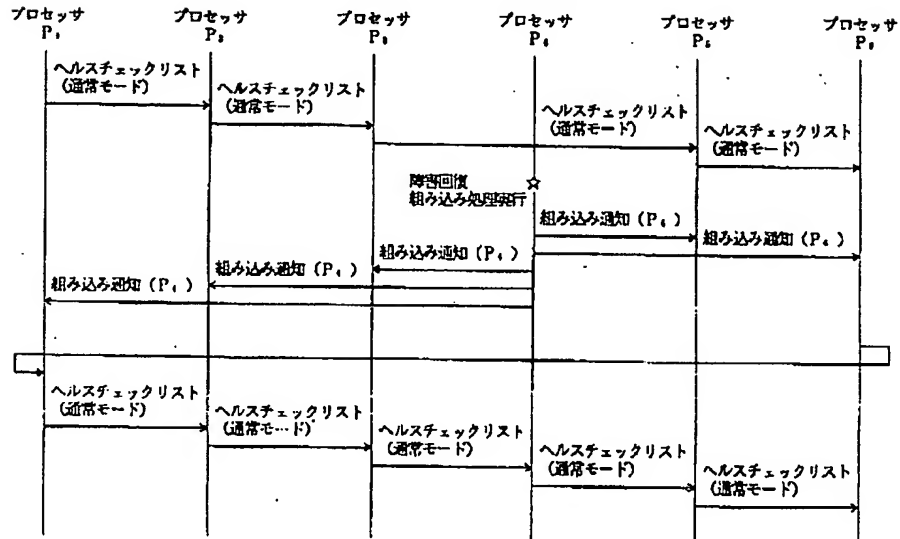 プロセッサ
P₁
プロセッサ
P₂
プロセッサ
P₃
プロセッサ
P₄
プロセッサ
P₅
プロセッサ
P₆
ヘルスチェックリスト
(通常モード)
ヘルスチェックリスト
(通常モード)
ヘルスチェックリスト
(通常モード)
ヘルスチェックリスト
(通常モード)
障害回復
組み込み処理実行
☆
組み込み通知(P₄)
組み込み通知(P₄)
組み込み通知(P₄)
組み込み通知(P₄)
組み込み通知(P₄)
ヘルスチェックリスト
(通常モード)
ヘルスチェックリスト
(通常モード)
ヘルスチェックリスト
(通常モード)
ヘルスチェックリスト
(通常モード)
ヘルスチェックリスト
(通常モード)